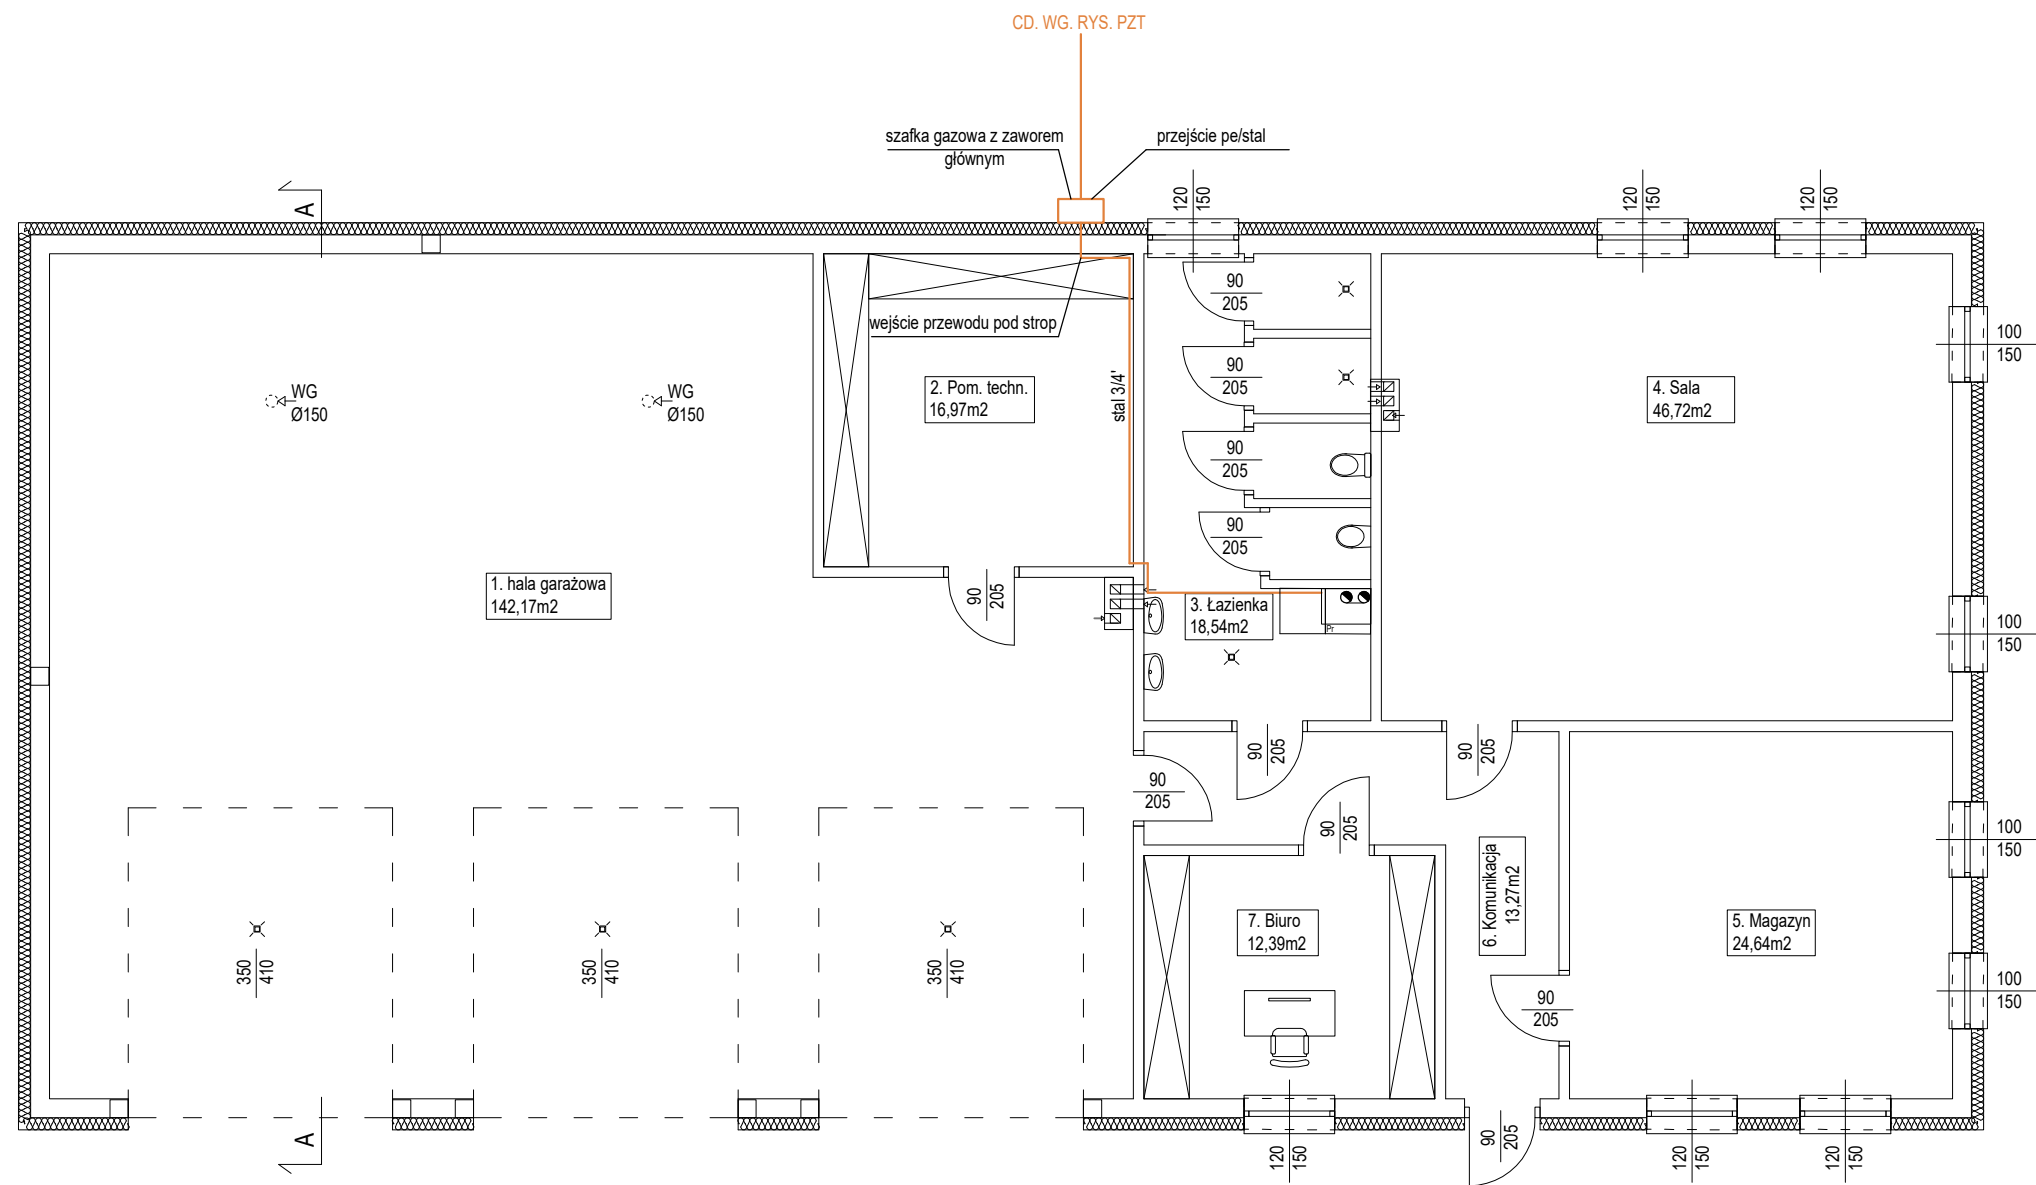 CD. WG. RYS. PZT
szafka gazowa z zaworem
głównym
przejście pe/stal
A
120
150
120
150
120
150
wejście przewodu pod strop
90
205
100
150
WG
Ø150
WG
Ø150
2. Pom. techn.
16,97m2
stal 3/4'
90
205
4. Sala
46,72m2
90
205
90
205
1. hala garażowa
142,17m2
90
205
3. Łazienka
18,54m2
Pr
100
150
90
205
90
205
90
205
90
205
100
150
6. Komunikacja
13,27m2
7. Biuro
12,39m2
5. Magazyn
24,64m2
350
410
350
410
350
410
90
205
100
150
A
120
150
90
205
120
150
120
150